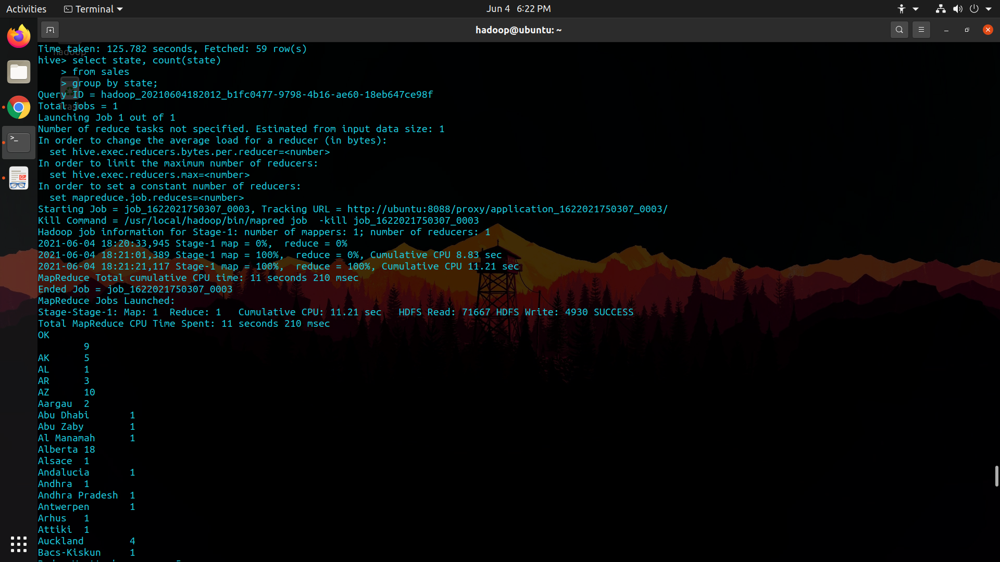 Activities
Terminal
Jun 4 6:22 PM
hadoop@ubuntu: ~
hadoop
Trash
Time taken: 125.782 seconds, Fetched: 59 row(s)
hive> select state, count(state)
    > from sales
    > group by state;
Query ID = hadoop_20210604182012_b1fc0477-9798-4b16-ae60-18eb647ce98f
Total jobs = 1
Launching Job 1 out of 1
Number of reduce tasks not specified. Estimated from input data size: 1
In order to change the average load for a reducer (in bytes):
  set hive.exec.reducers.bytes.per.reducer=<number>
In order to limit the maximum number of reducers:
  set hive.exec.reducers.max=<number>
In order to set a constant number of reducers:
  set mapreduce.job.reduces=<number>
Starting Job = job_1622021750307_0003, Tracking URL = http://ubuntu:8088/proxy/application_1622021750307_0003/
Kill Command = /usr/local/hadoop/bin/mapred job  -kill job_1622021750307_0003
Hadoop job information for Stage-1: number of mappers: 1; number of reducers: 1
2021-06-04 18:20:33,945 Stage-1 map = 0%,  reduce = 0%
2021-06-04 18:21:01,389 Stage-1 map = 100%,  reduce = 0%, Cumulative CPU 8.83 sec
2021-06-04 18:21:21,117 Stage-1 map = 100%,  reduce = 100%, Cumulative CPU 11.21 sec
MapReduce Total cumulative CPU time: 11 seconds 210 msec
Ended Job = job_1622021750307_0003
MapReduce Jobs Launched:
Stage-Stage-1: Map: 1  Reduce: 1   Cumulative CPU: 11.21 sec   HDFS Read: 71667 HDFS Write: 4930 SUCCESS
Total MapReduce CPU Time Spent: 11 seconds 210 msec
OK
        9
AK      5
AL      1
AR      3
AZ      10
Aargau  2
Abu Dhabi       1
Abu Zaby        1
Al Manamah      1
Alberta 18
Alsace  1
Andalucia       1
Andhra  1
Andhra Pradesh  1
Antwerpen       1
Arhus   1
Attiki  1
Auckland        4
Bacs-Kiskun     1